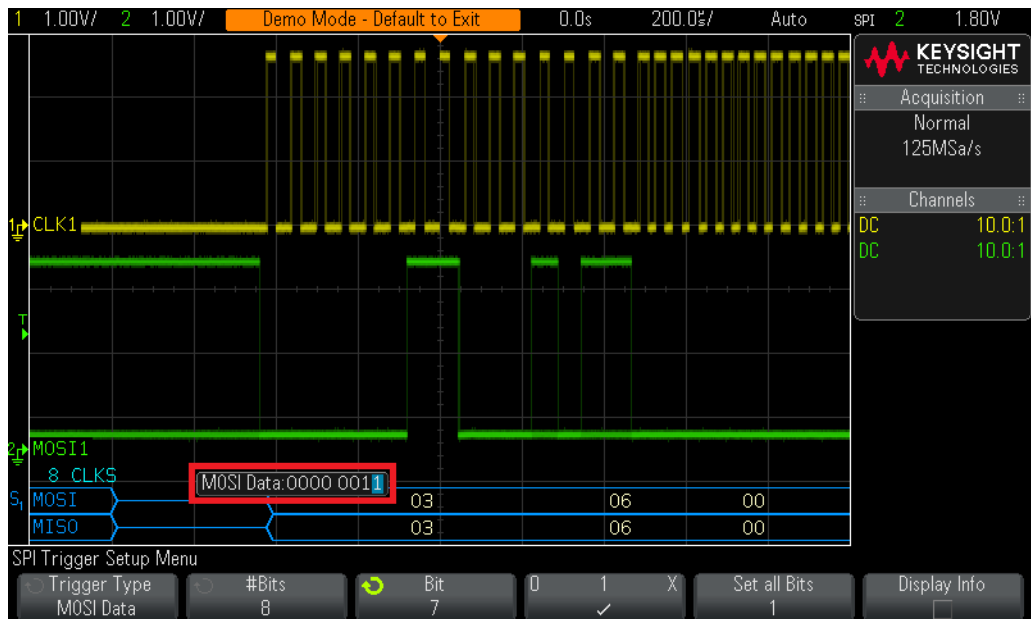 1 1.00V/ 2 1.00V/ Demo Mode - Default to Exit 0.0s 200.0㎲/ Auto SPI 2 1.80V
KEYSIGHT
TECHNOLOGIES
Acquisition
Normal
125MSa/s
Channels
DC 10.0:1
DC 10.0:1
1 CLK1
T
2 MOSI1
8 CLKS
MOSI Data:0000 0011
S1 MOSI 03 06 00
MISO 03 06 00
SPI Trigger Setup Menu
Trigger Type
MOSI Data
#Bits
8
Bit
7
0 1 X
Set all Bits
1
Display Info